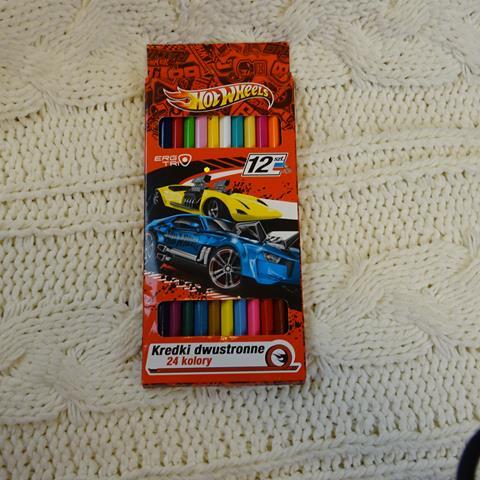 HOT WHEELS
ERGO
TRI
12 szt.
Kredki dwustronne
24 kolory